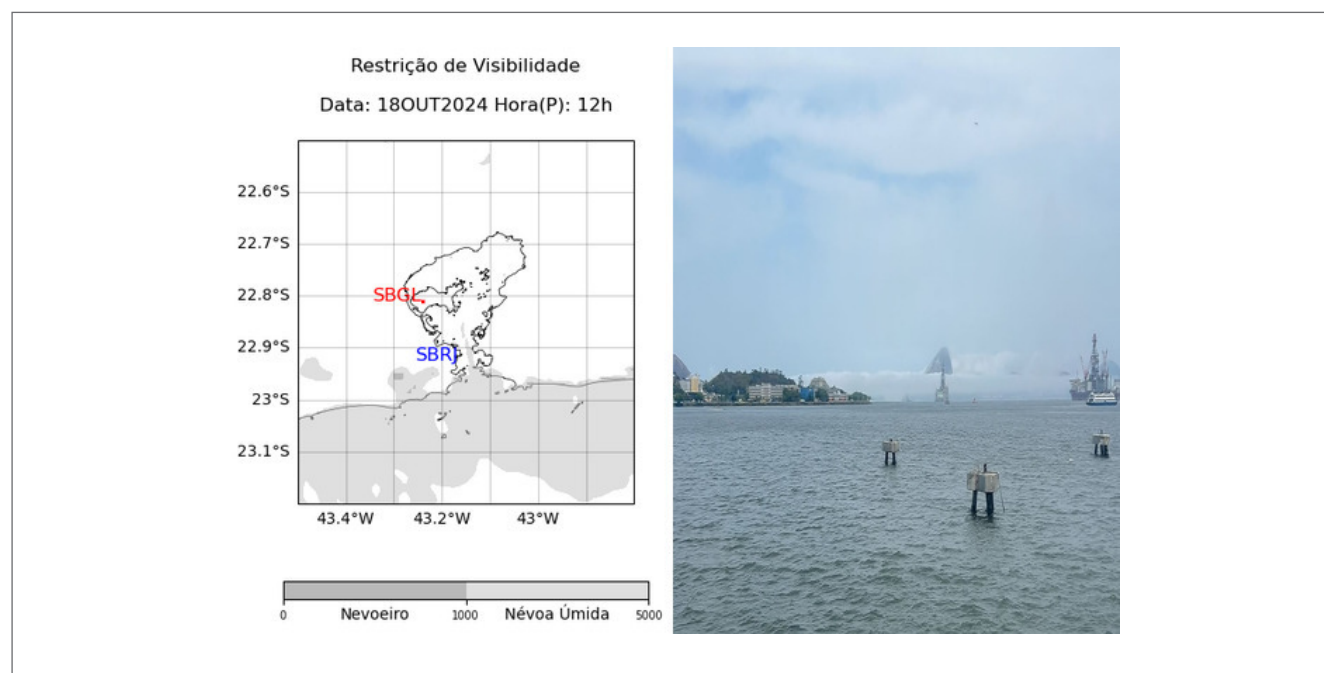 Restrição de Visibilidade
Data: 18OUT2024 Hora(P): 12h
22.6°S
22.7°S
22.8°S
22.9°S
23°S
23.1°S
SBGL
SBRJ
43.4°W 43.2°W 43°W
0 Nevoeiro 1000 Névoa Úmida 5000